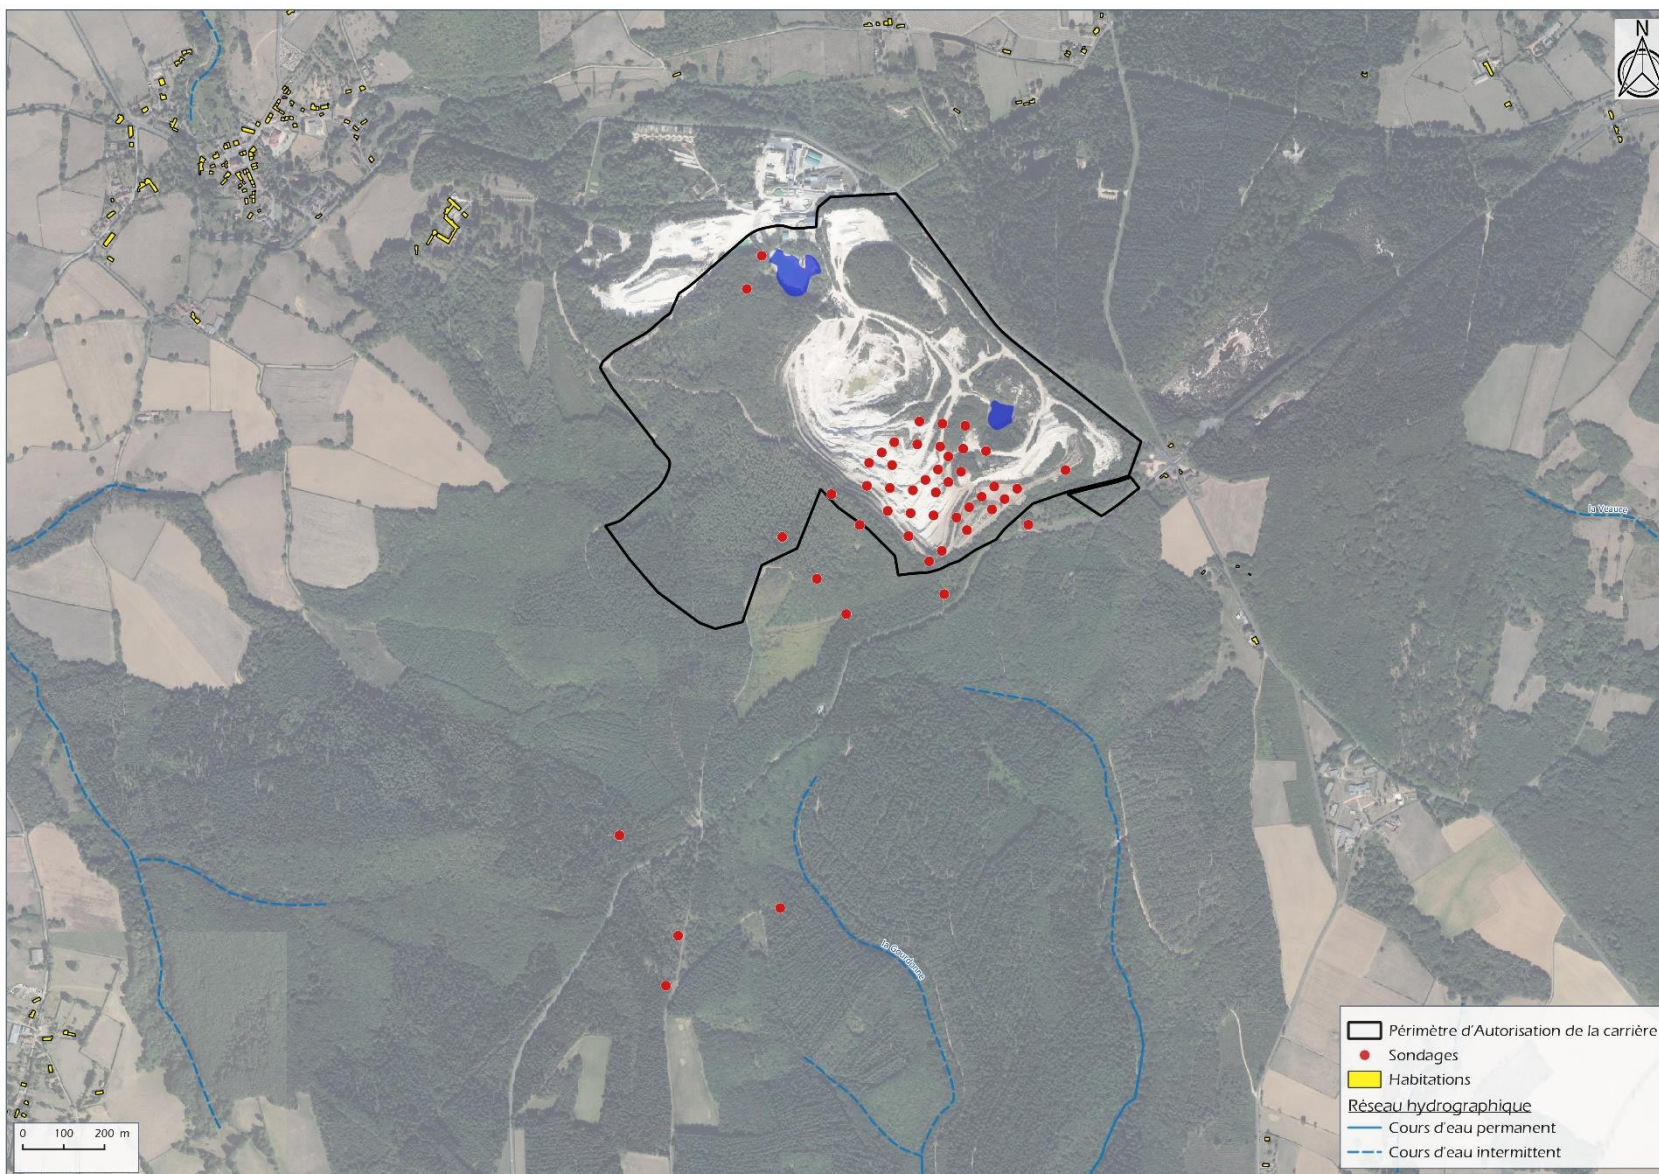 N
la Veaure
la Gourdonne
Périmètre d'Autorisation de la carrière
Sondages
Habitations
Réseau hydrographique
Cours d'eau permanent
Cours d'eau intermittent
0 100 200 m